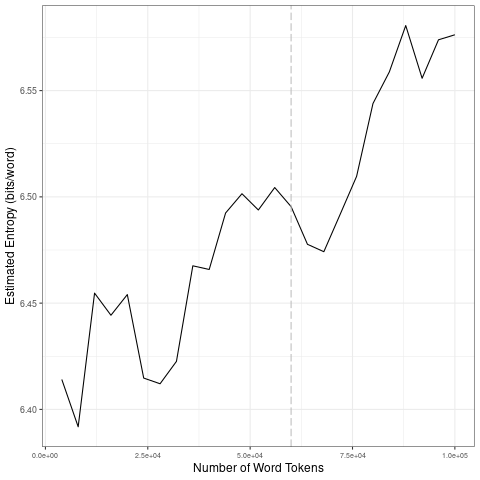 Estimated Entropy (bits/word)
6.55
6.50
6.45
6.40
0.0e+00 2.5e+04 5.0e+04 7.5e+04 1.0e+05
Number of Word Tokens